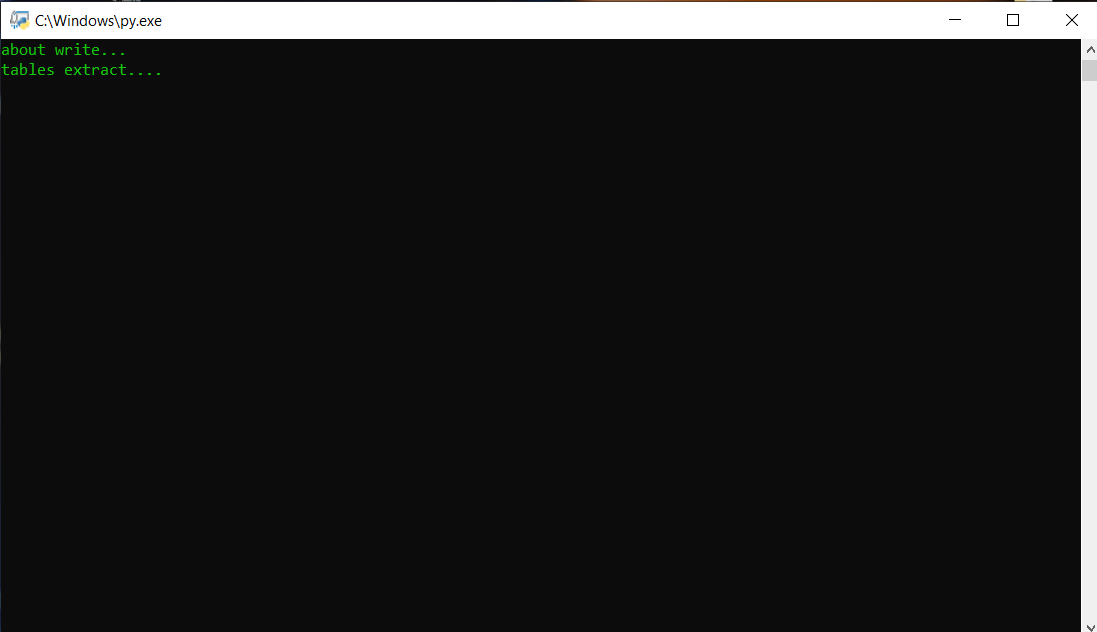 C:\Windows\py.exe
about write...
tables extract....